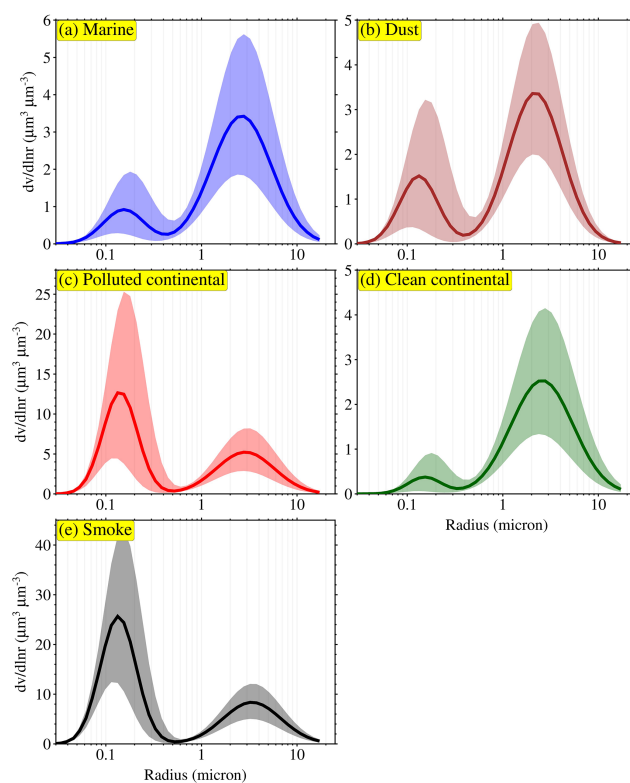 (a) Marine
(b) Dust
dv/dlnr (µm³ µm⁻³)
6
5
4
3
2
1
0
0.1 1 10
5
4
3
2
1
0
0.1 1 10
(c) Polluted continental
(d) Clean continental
dv/dlnr (µm³ µm⁻³)
25
20
15
10
5
0
0.1 1 10
5
4
3
2
1
0
0.1 1 10
Radius (micron)
(e) Smoke
dv/dlnr (µm³ µm⁻³)
40
30
20
10
0
0.1 1 10
Radius (micron)